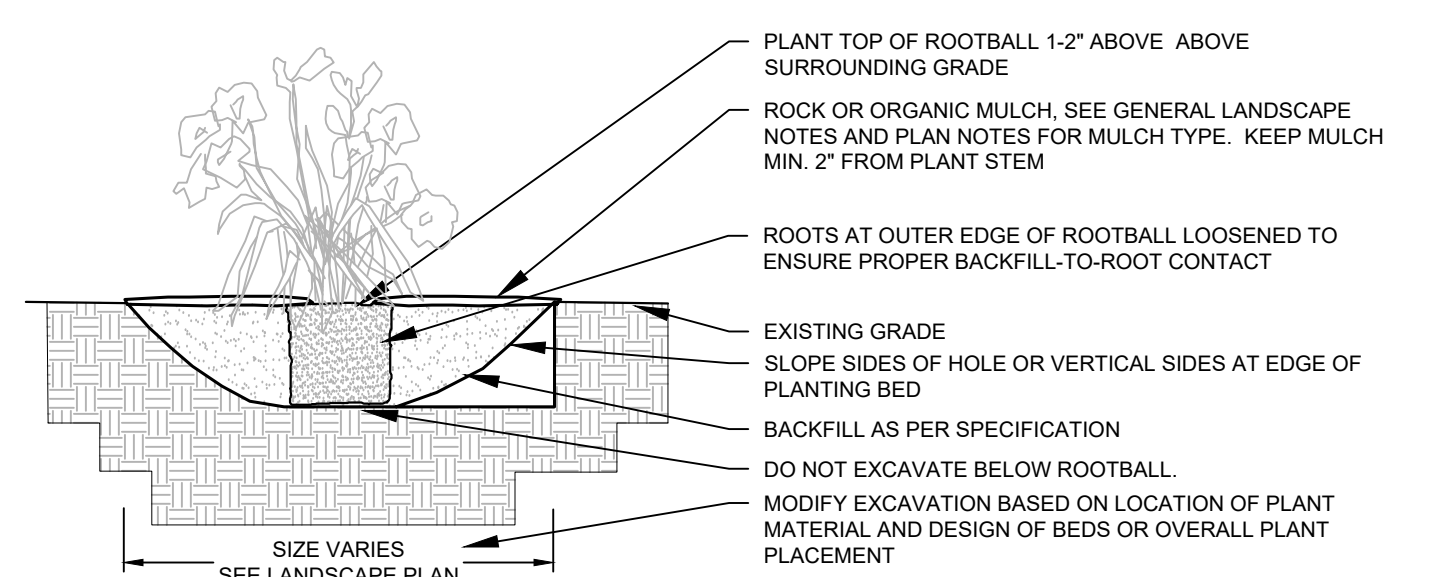 PLANT TOP OF ROOTBALL 1-2" ABOVE ABOVE
SURROUNDING GRADE
ROCK OR ORGANIC MULCH, SEE GENERAL LANDSCAPE
NOTES AND PLAN NOTES FOR MULCH TYPE. KEEP MULCH
MIN. 2" FROM PLANT STEM
ROOTS AT OUTER EDGE OF ROOTBALL LOOSENED TO
ENSURE PROPER BACKFILL-TO-ROOT CONTACT
EXISTING GRADE
SLOPE SIDES OF HOLE OR VERTICAL SIDES AT EDGE OF
PLANTING BED
BACKFILL AS PER SPECIFICATION
DO NOT EXCAVATE BELOW ROOTBALL.
MODIFY EXCAVATION BASED ON LOCATION OF PLANT
MATERIAL AND DESIGN OF BEDS OR OVERALL PLANT
PLACEMENT
SIZE VARIES
SEE LANDSCAPE PLAN